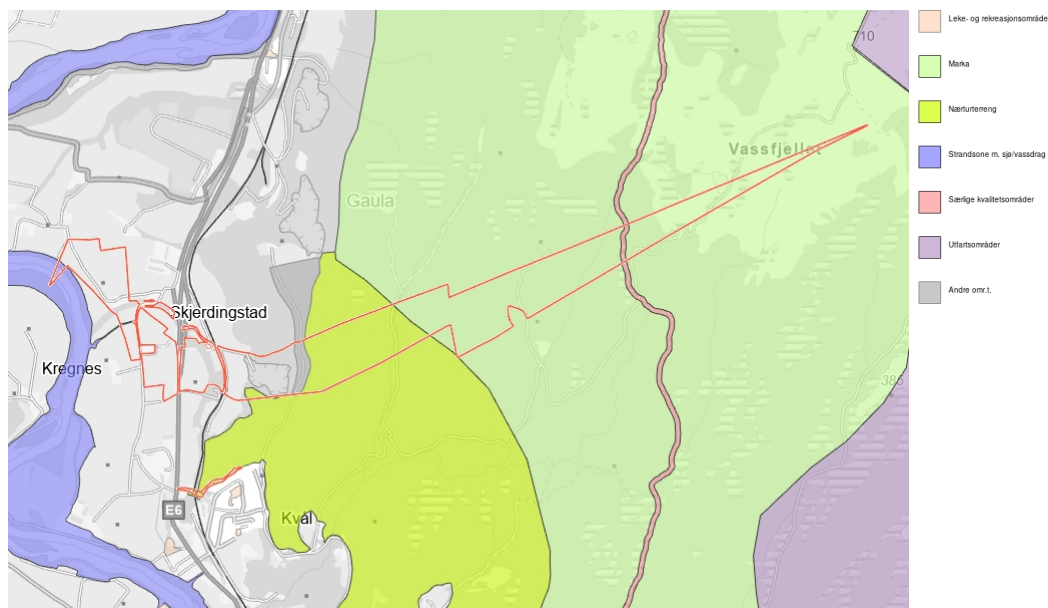 710
Vassfjellet
Gaula
Skjerdingstad
Kregnes
385
E6
Kvål
Leke- og rekreasjonsområde
Marka
Nærturterreng
Strandsone m. sjø/vassdrag
Særlige kvalitetsområder
Utfartsområder
Andre omr.t.